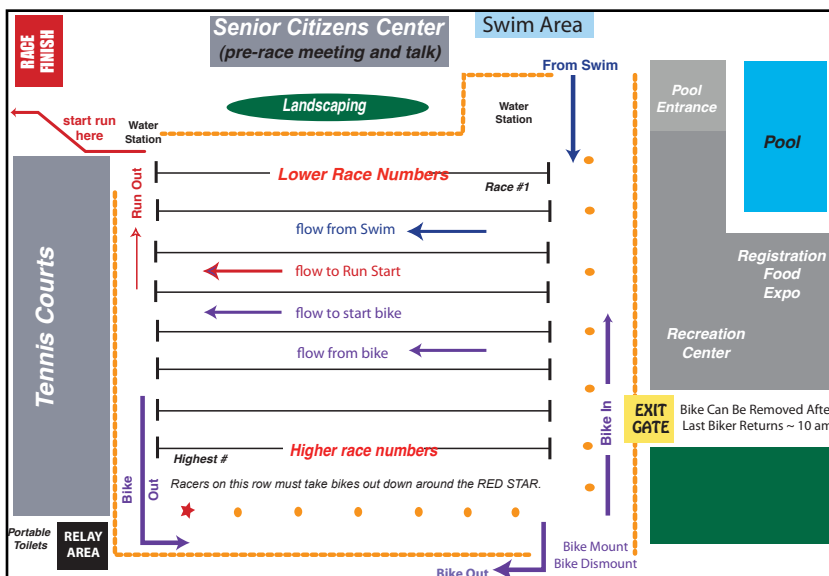 RACE
FINISH
Senior Citizens Center
(pre-race meeting and talk)
Swim Area
From Swim
start run
here
Water
Station
Landscaping
Water
Station
Pool
Entrance
Pool
Lower Race Numbers
Race #1
Run Out
flow from Swim
flow to Run Start
flow to start bike
flow from bike
Tennis Courts
Registration
Food
Expo
Recreation
Center
Bike In
EXIT
GATE
Bike Can Be Removed Afte
Last Biker Returns ~ 10 am
Higher race numbers
Highest #
Bike
Out
Racers on this row must take bikes out down around the RED STAR.
Portable
Toilets
RELAY
AREA
Bike Mount
Bike Dismount
Bike Out